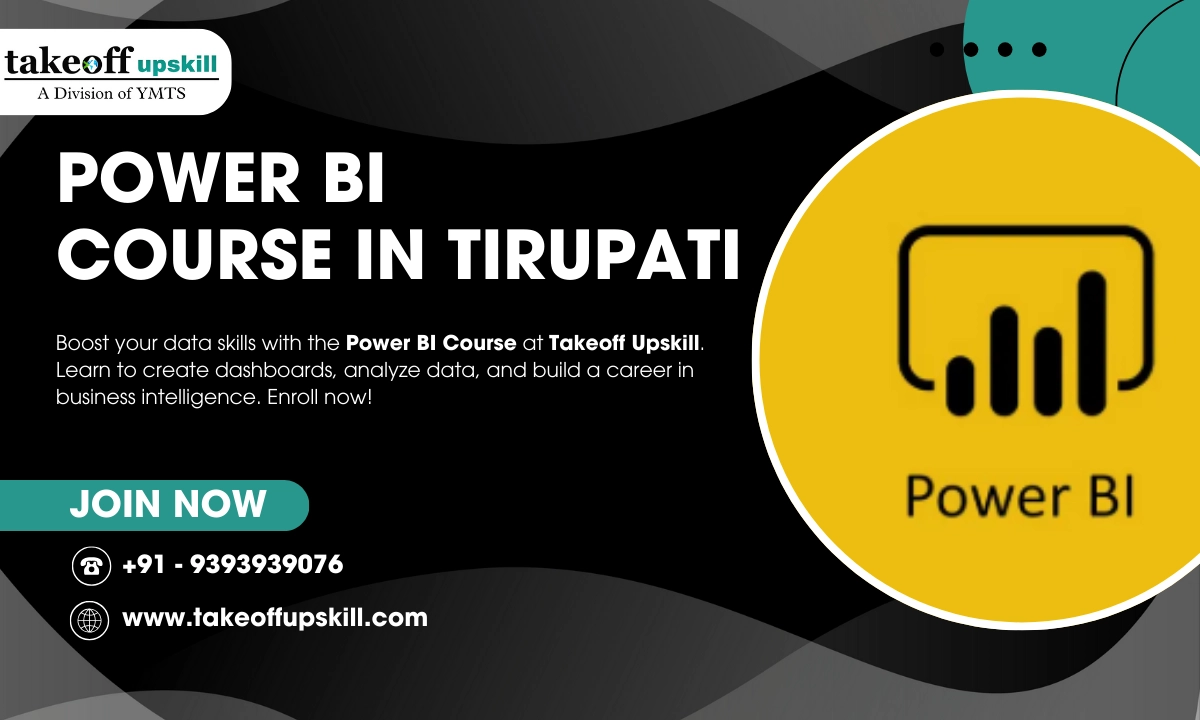 takeoff upskill
A Division of YMTS
POWER BI
COURSE IN TIRUPATI
Boost your data skills with the Power BI Course at Takeoff Upskill.
Learn to create dashboards, analyze data, and build a career in
business intelligence. Enroll now!
JOIN NOW
+91 - 9393939076
www.takeoffupskill.com
Power BI